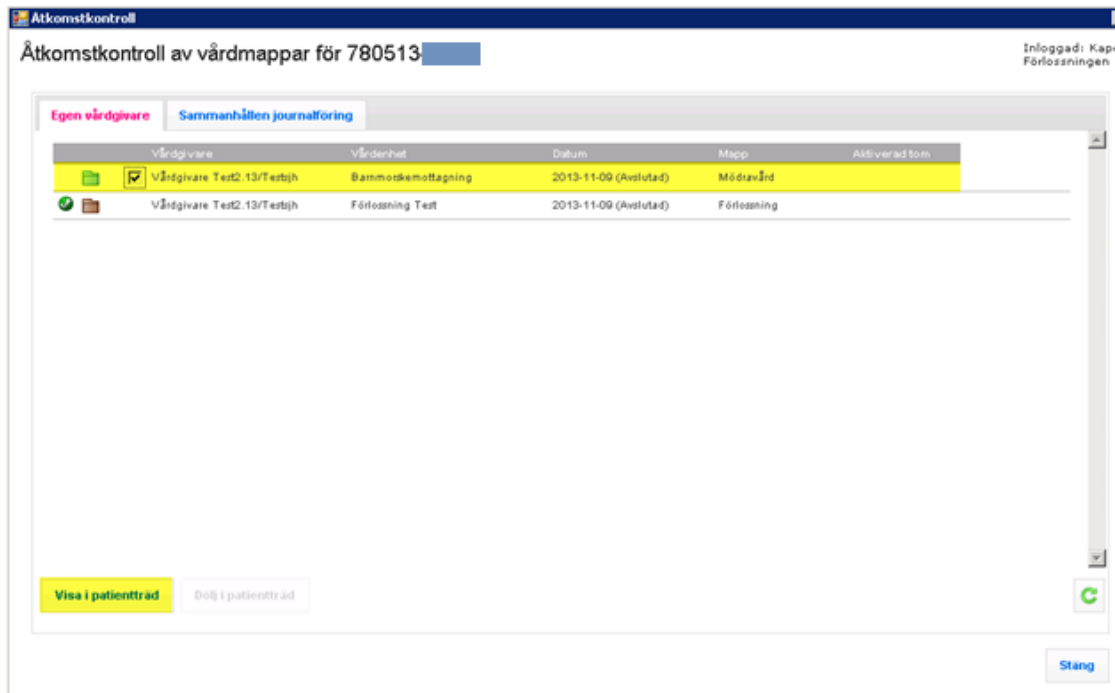 Åtkomstkontroll
Åtkomstkontroll av vårdmappar för 780513-
Inloggad: Kap
Förlossningen
Egen vårdgivare Sammanhållen journalföring
Vårdgivare Vårdenhet Datum Mapp Aktiverad tom
Vårdgivare Test2.13/Testsjh Barnmorskemottagning 2013-11-09 (Avslutad) Mödravård
Vårdgivare Test2.13/Testsjh Förlossning Test 2013-11-09 (Avslutad) Förlossning
Visa i patientträd Dölj i patientträd
Stäng